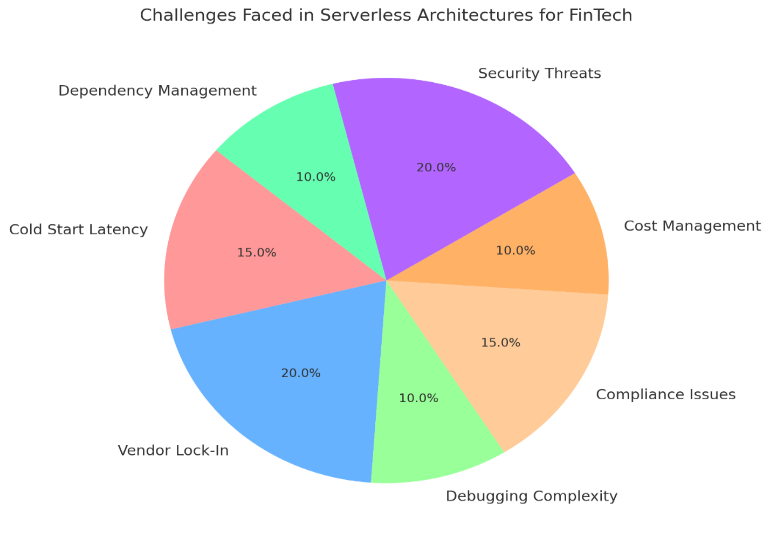 Challenges Faced in Serverless Architectures for FinTech
Security Threats
Dependency Management
20.0%
10.0%
Cold Start Latency
Cost Management
15.0%
10.0%
15.0%
20.0%
Compliance Issues
10.0%
Vendor Lock-In
Debugging Complexity